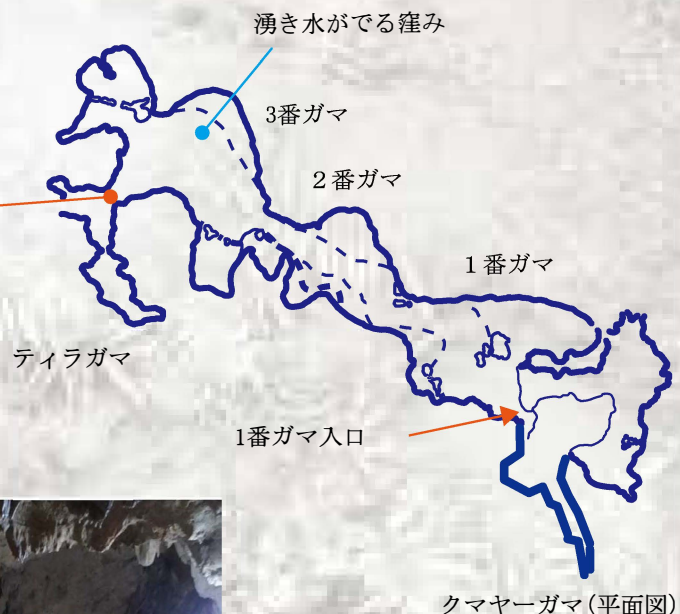 湧き水がでる窪み
3番ガマ
２番ガマ
１番ガマ
ティラガマ
1番ガマ入口
クマヤーガマ(平面図)